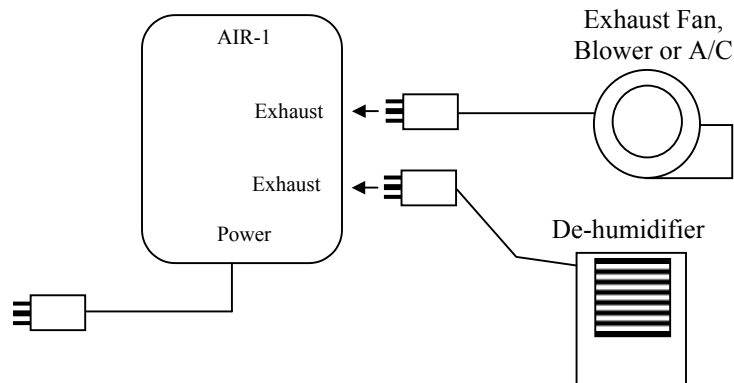 AIR-1
Exhaust Fan,
Blower or A/C
Exhaust
Exhaust
Power
De-humidifier